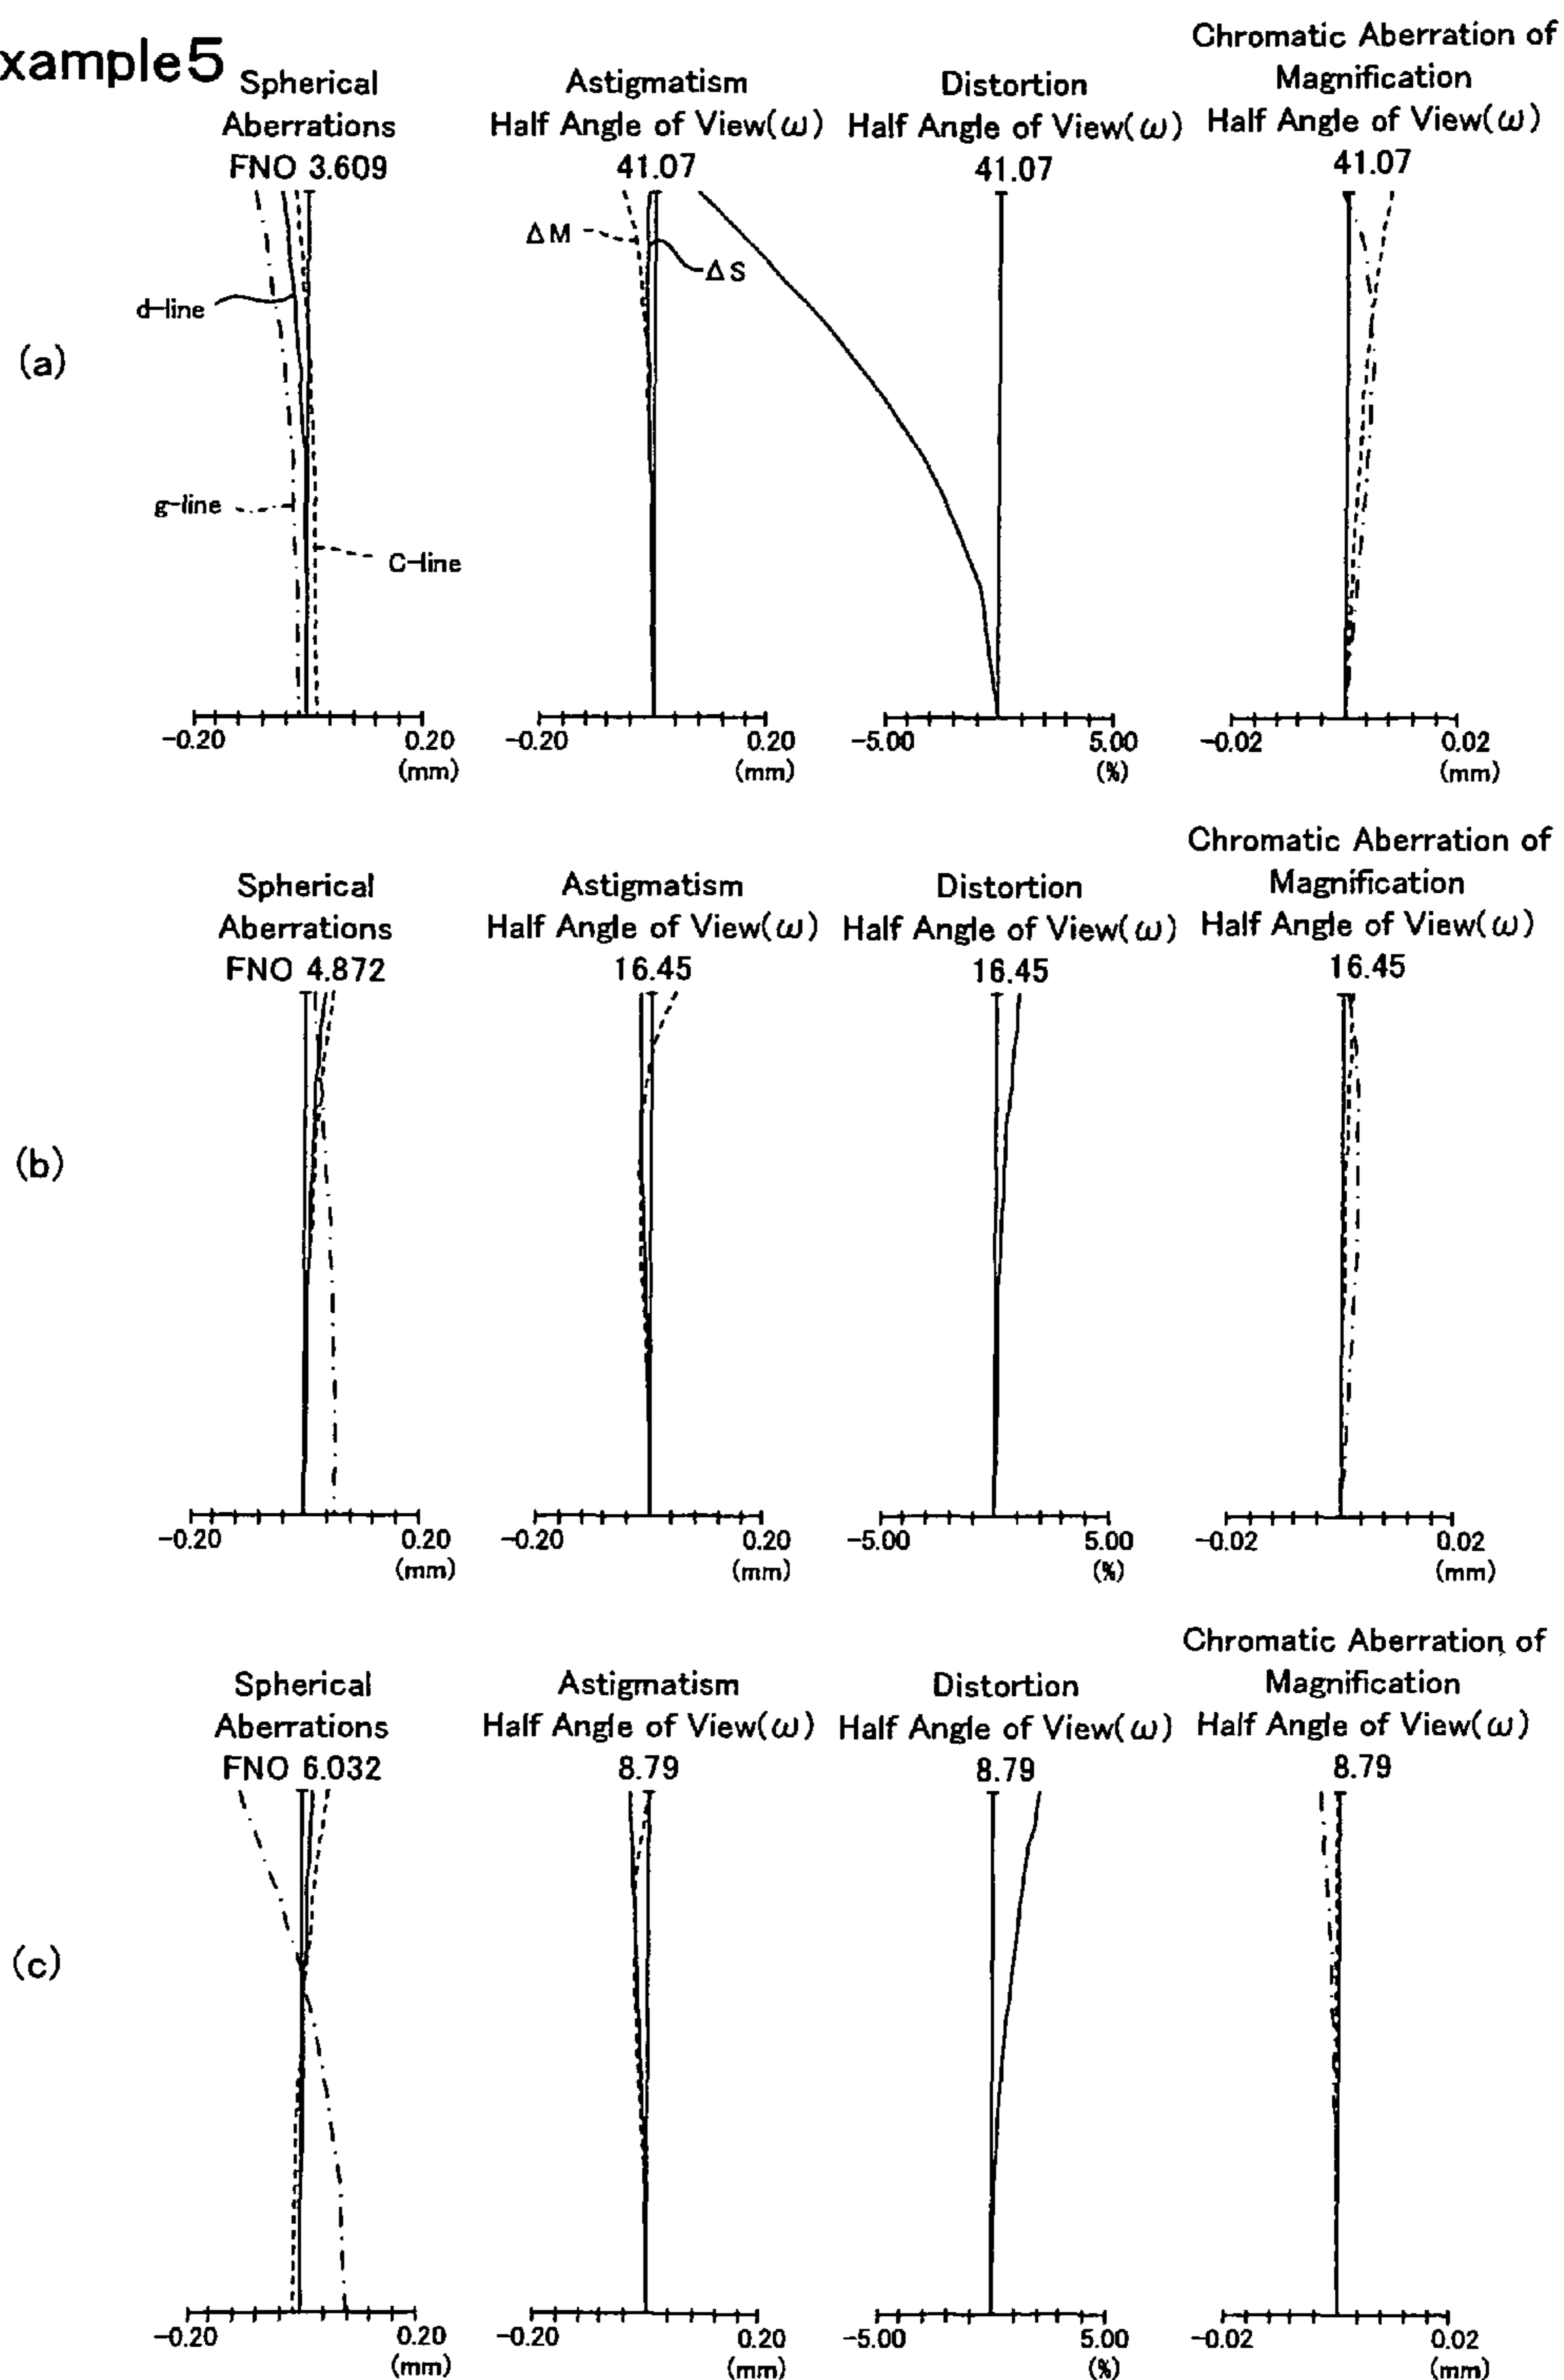 xample5
Spherical
Aberrations
FNO 3.609
Astigmatism
Half Angle of View(ω)
41.07
Distortion
Half Angle of View(ω)
41.07
Chromatic Aberration of
Magnification
Half Angle of View(ω)
41.07
(a)
d-line
g-line
C-line
ΔM
ΔS
-0.20
0.20
(mm)
-0.20
0.20
(mm)
-5.00
5.00
(%)
-0.02
0.02
(mm)
Spherical
Aberrations
FNO 4.872
Astigmatism
Half Angle of View(ω)
16.45
Distortion
Half Angle of View(ω)
16.45
Chromatic Aberration of
Magnification
Half Angle of View(ω)
16.45
(b)
-0.20
0.20
(mm)
-0.20
0.20
(mm)
-5.00
5.00
(%)
-0.02
0.02
(mm)
Spherical
Aberrations
FNO 6.032
Astigmatism
Half Angle of View(ω)
8.79
Distortion
Half Angle of View(ω)
8.79
Chromatic Aberration of
Magnification
Half Angle of View(ω)
8.79
(c)
-0.20
0.20
(mm)
-0.20
0.20
(mm)
-5.00
5.00
(%)
-0.02
0.02
(mm)